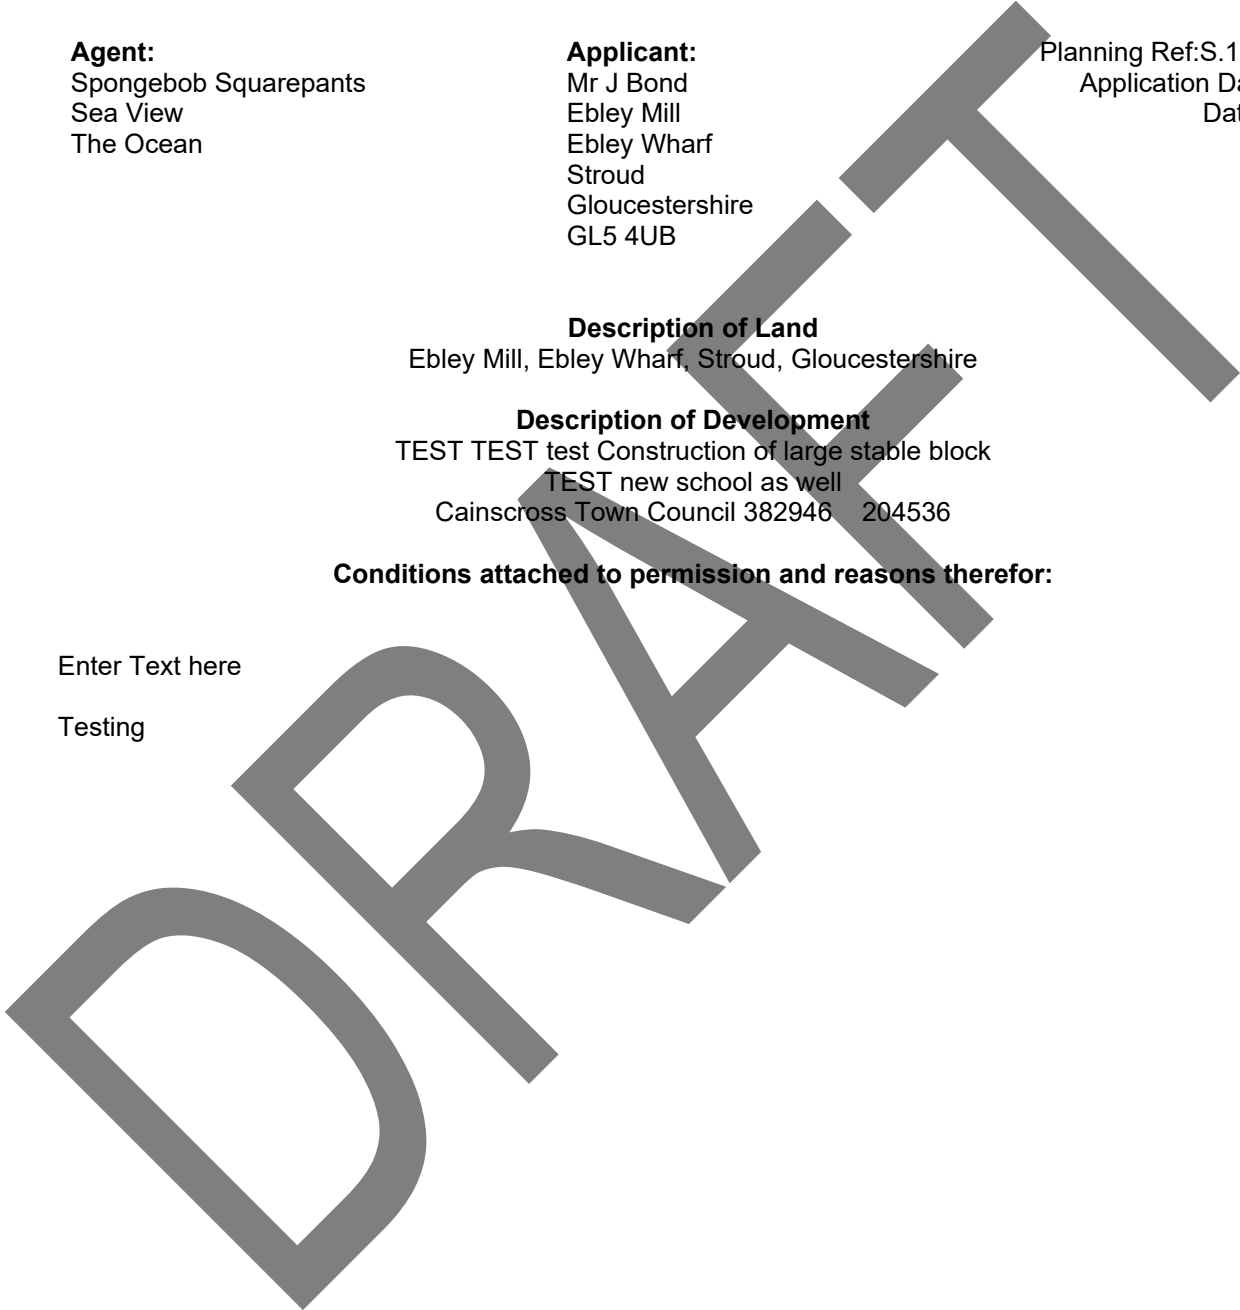 Agent:
Spongebob Squarepants
Sea View
The Ocean
Applicant:
Mr J Bond
Ebley Mill
Ebley Wharf
Stroud
Gloucestershire
GL5 4UB
Planning Ref:S.1
Application
Description of Land
Ebley Mill, Ebley Wharf, Stroud, Gloucestershire
Description of Development
TEST TEST test Construction of large stable block
TEST new school as well
Cainscross Town Council 382946 204536
Conditions attached to permission and reasons therefor:
Enter Text here
Testing
DRAFT